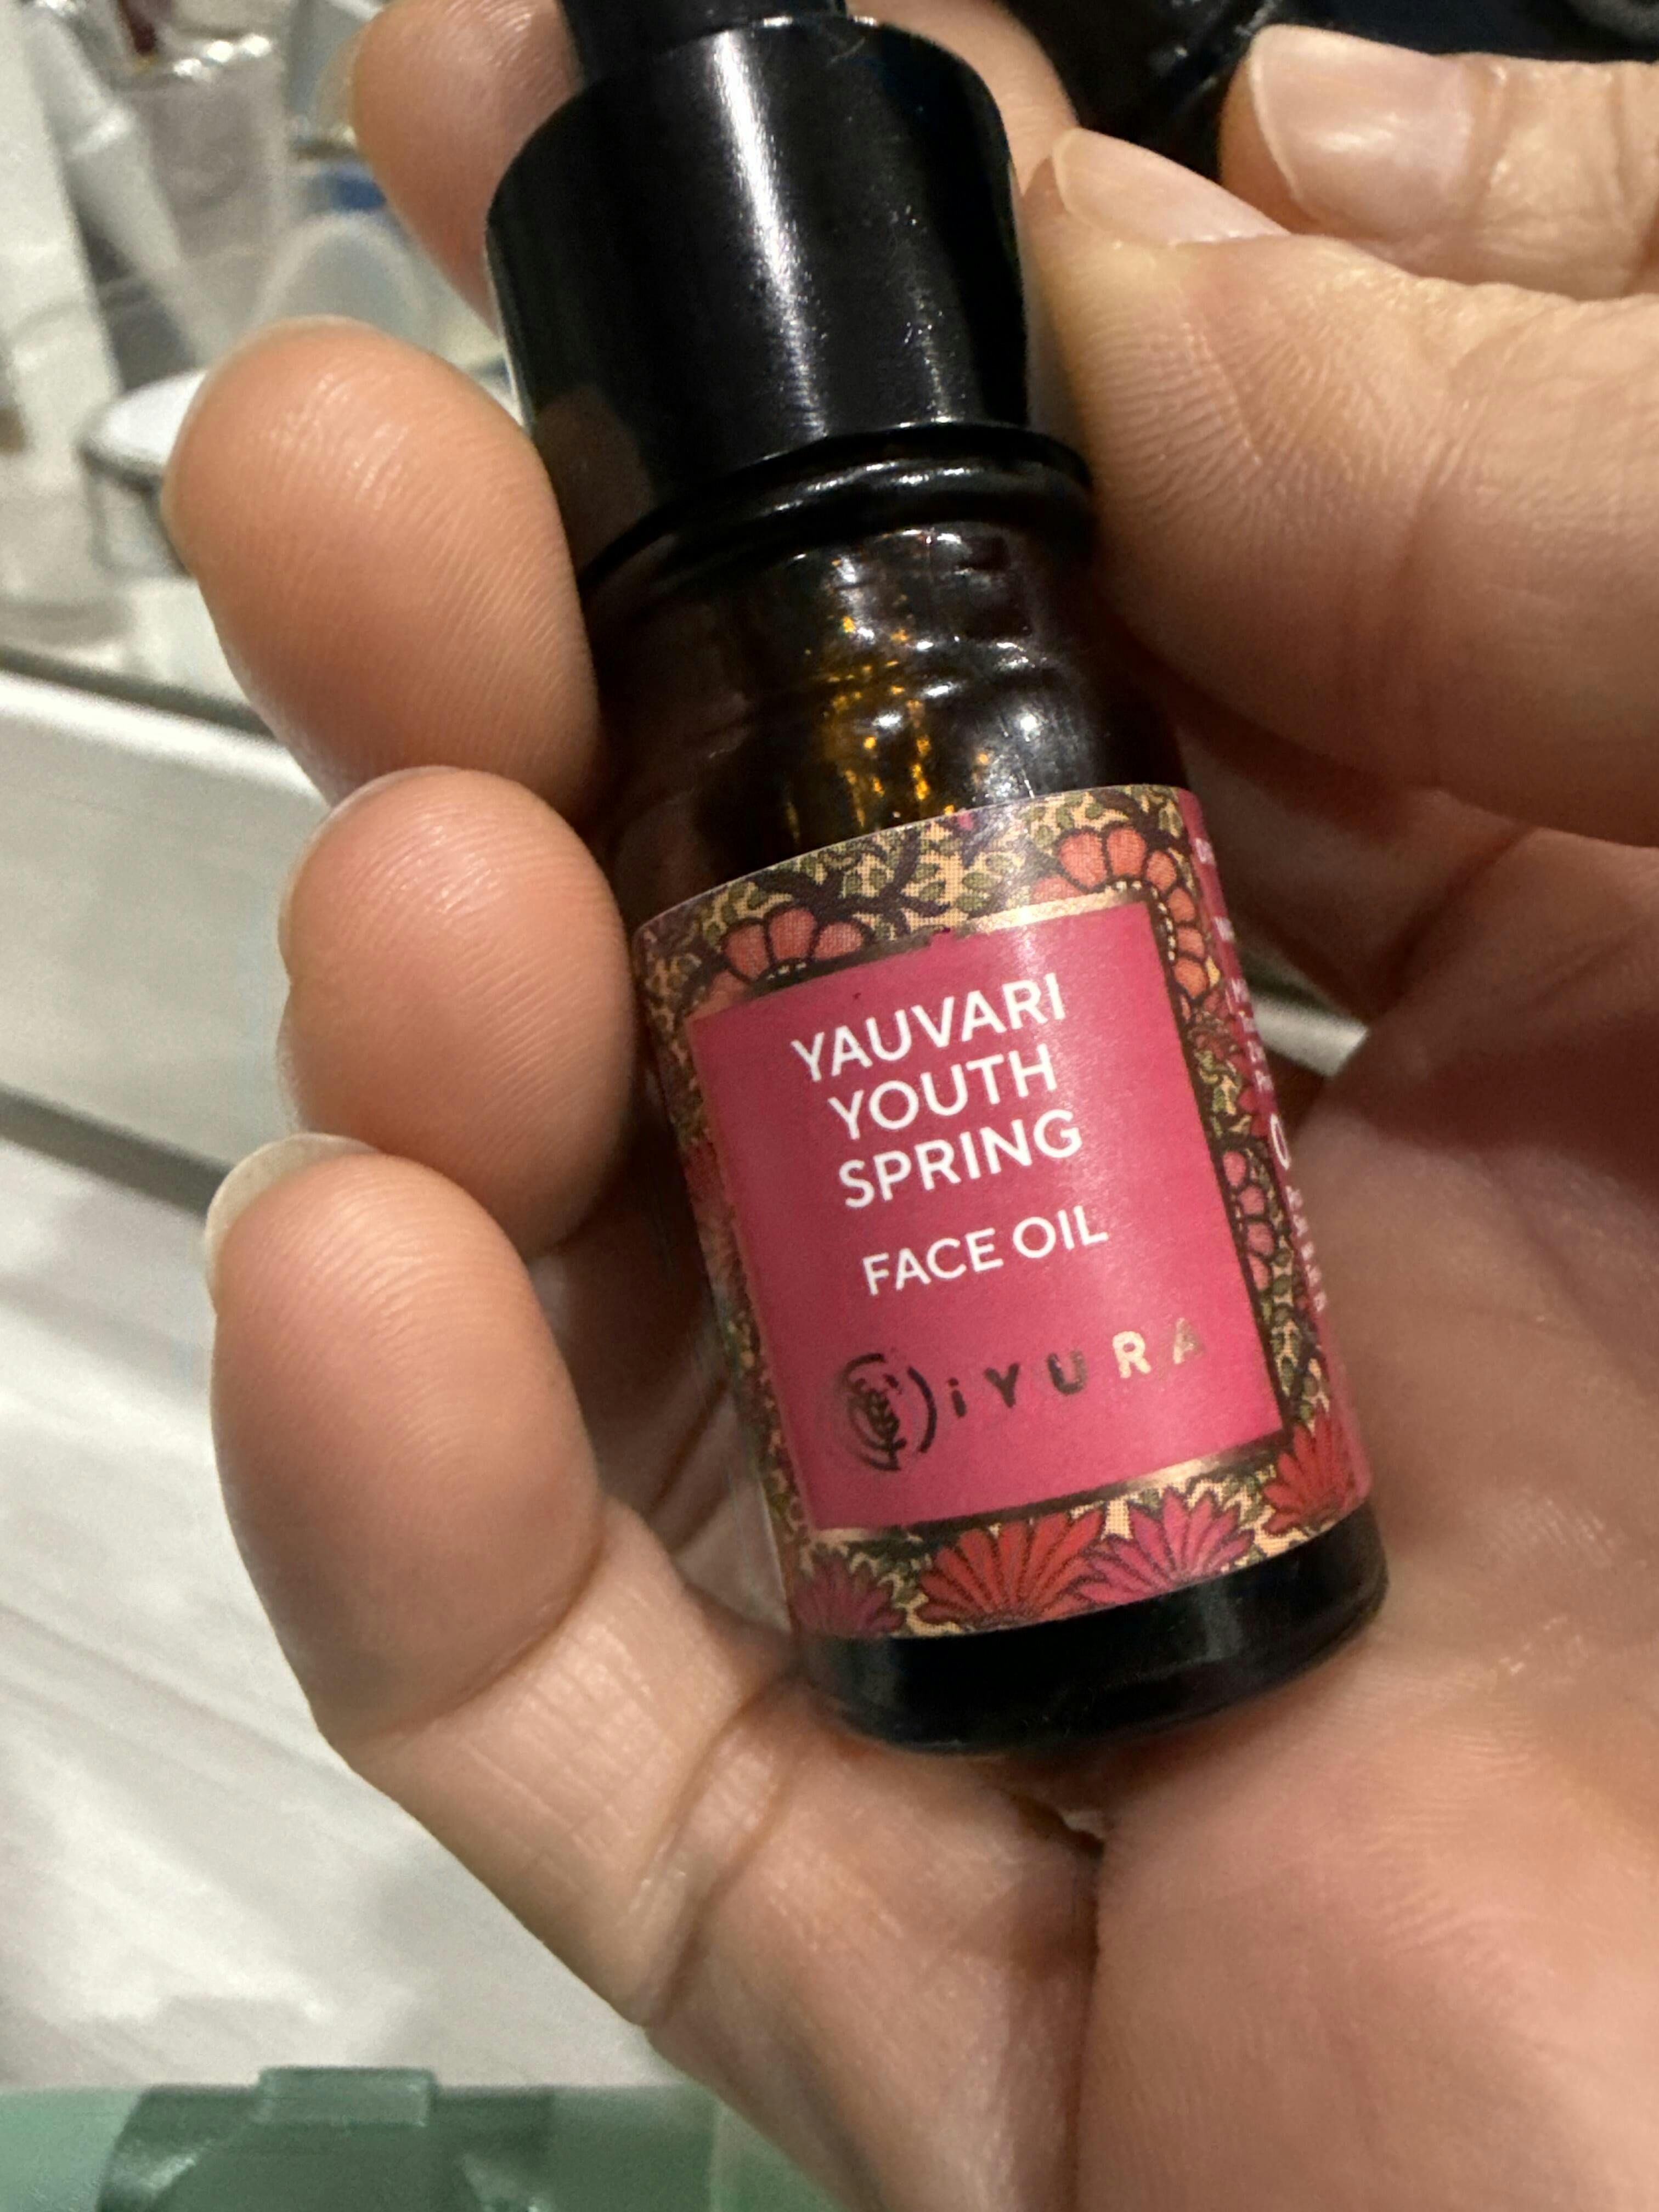 YAUVARI
YOUTH
SPRING
FACE OIL
iYURA